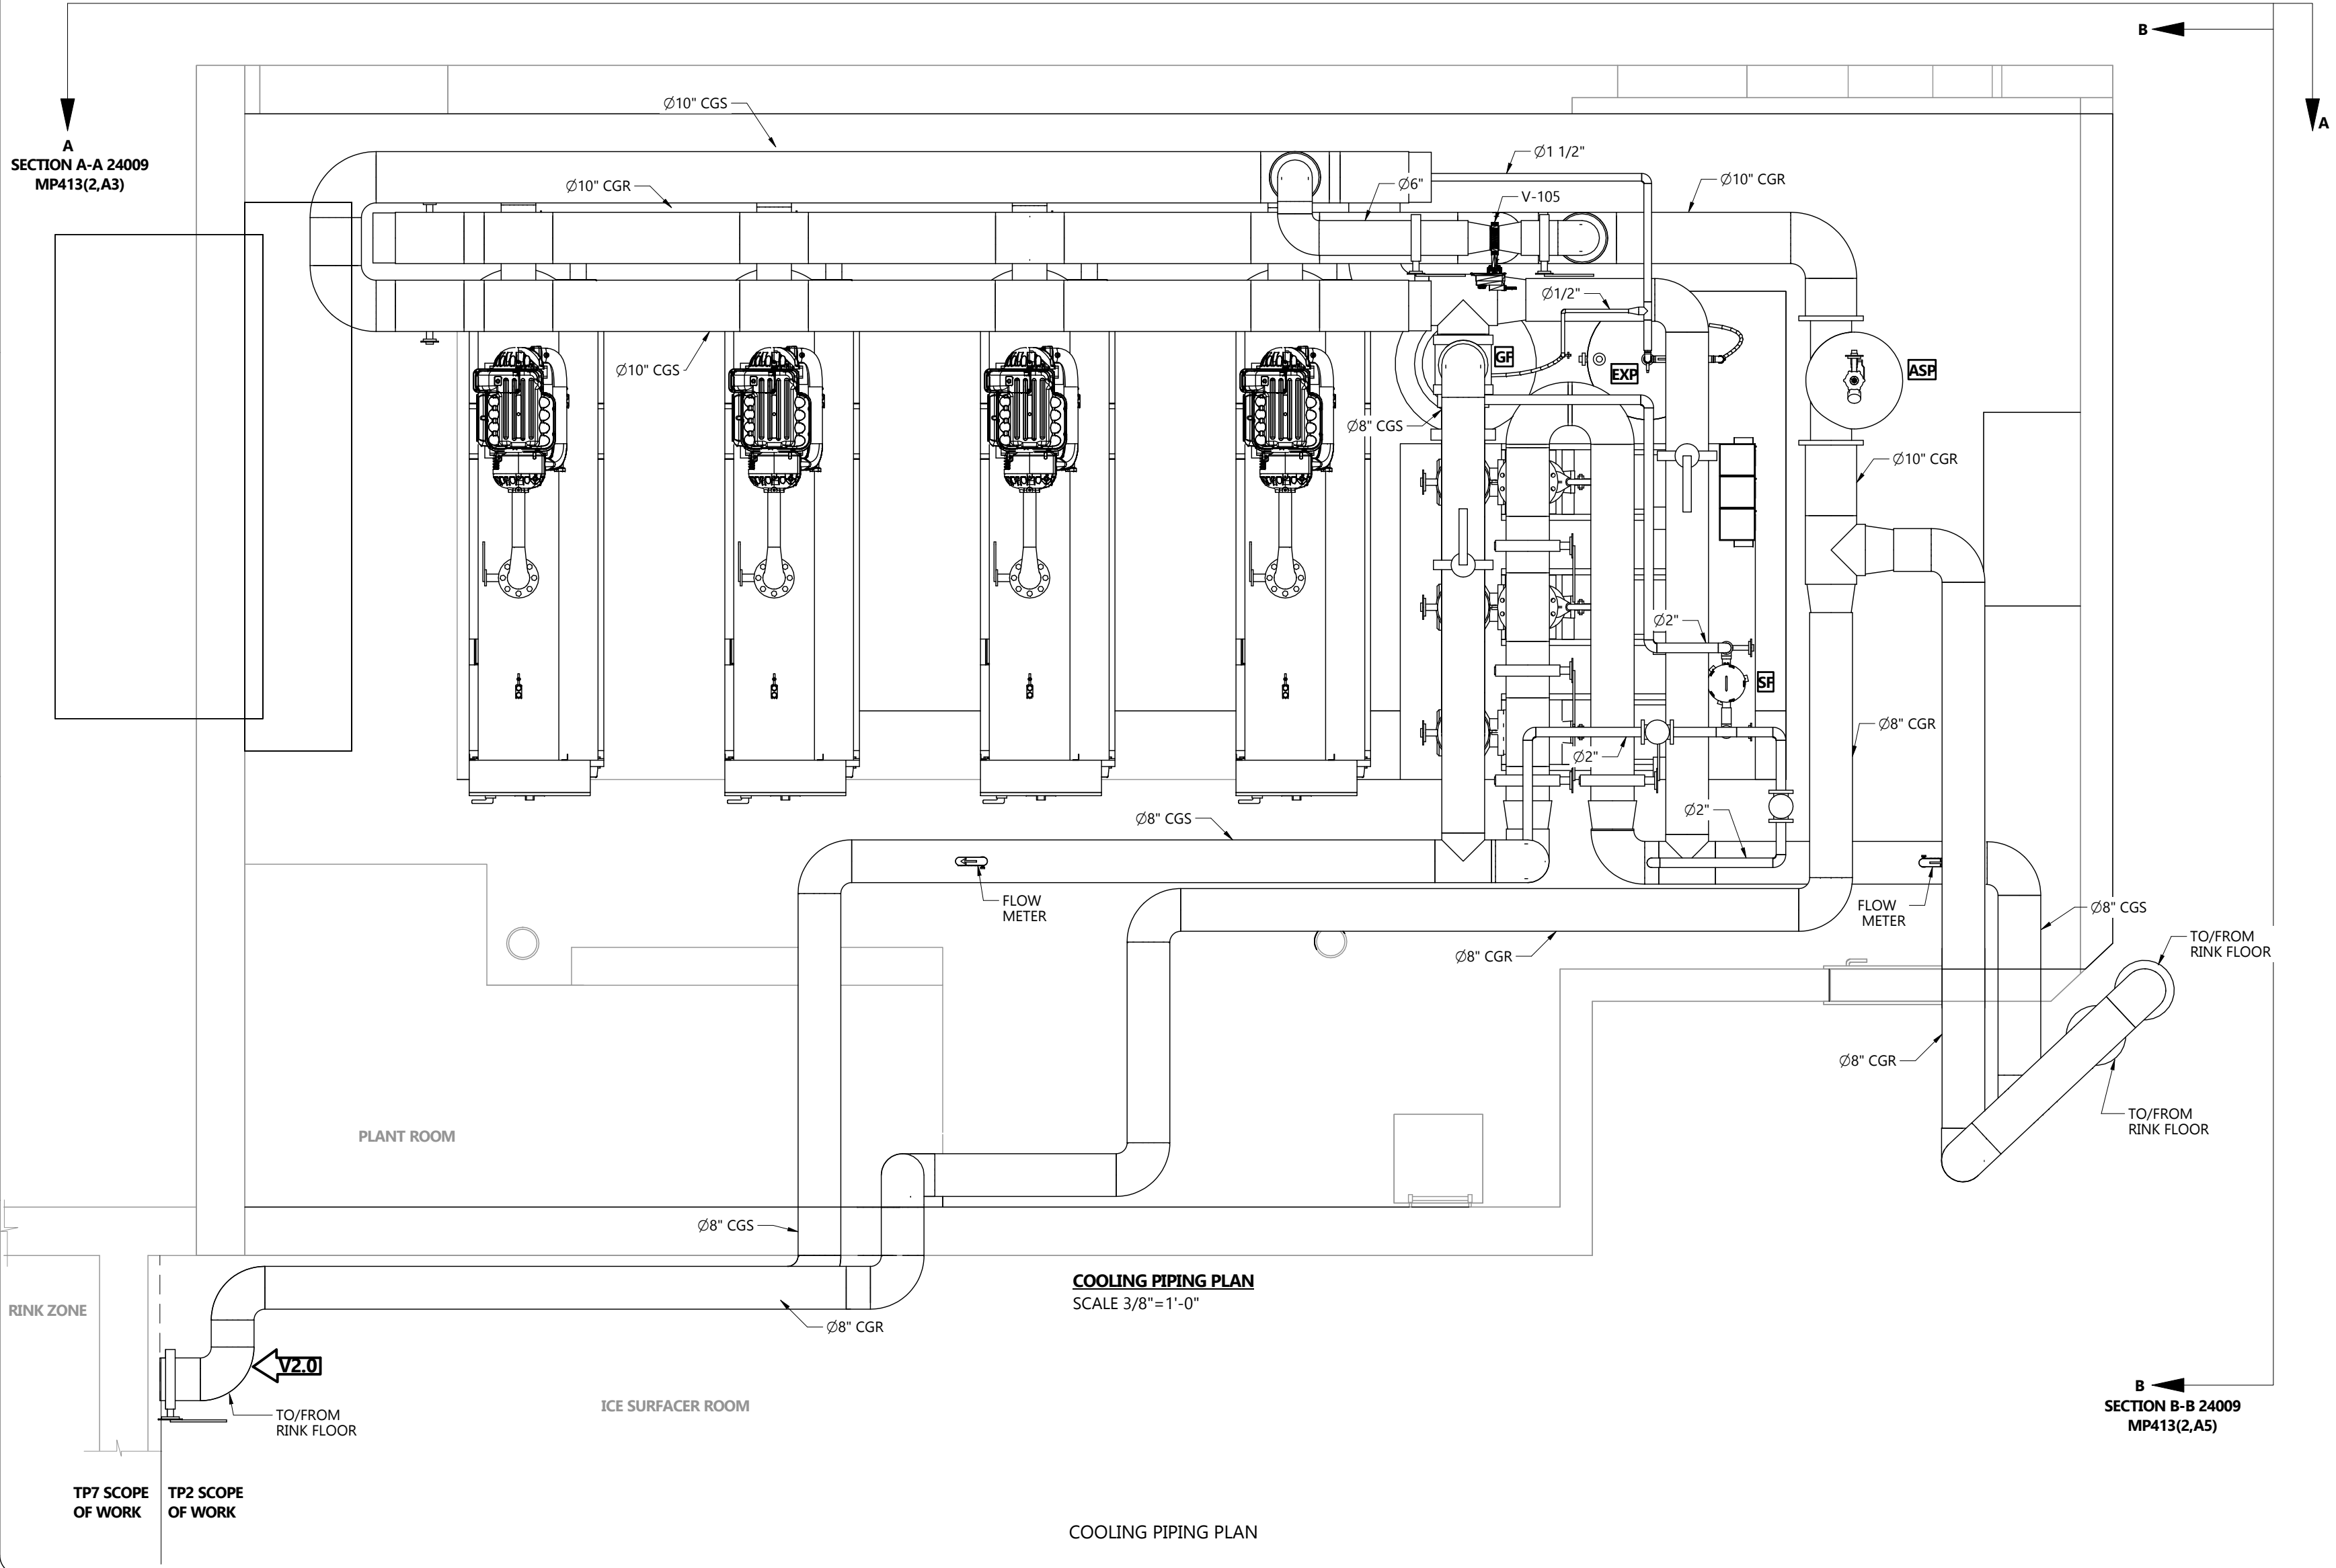 B
A
A
SECTION A-A 24009
MP413(2,A3)
Ø10" CGS
Ø10" CGR
Ø1 1/2"
Ø6"
V-105
Ø10" CGR
Ø1/2"
GF
EXP
ASP
Ø10" CGS
Ø8" CGS
Ø10" CGR
Ø2"
SF
Ø8" CGR
Ø2"
Ø2"
Ø8" CGS
FLOW
METER
FLOW
METER
Ø8" CGS
TO/FROM
RINK FLOOR
Ø8" CGR
Ø8" CGR
TO/FROM
RINK FLOOR
PLANT ROOM
Ø8" CGS
COOLING PIPING PLAN
SCALE 3/8"=1'-0"
RINK ZONE
Ø8" CGR
V2.0
TO/FROM
RINK FLOOR
ICE SURFACER ROOM
B
SECTION B-B 24009
MP413(2,A5)
TP7 SCOPE
OF WORK
TP2 SCOPE
OF WORK
COOLING PIPING PLAN